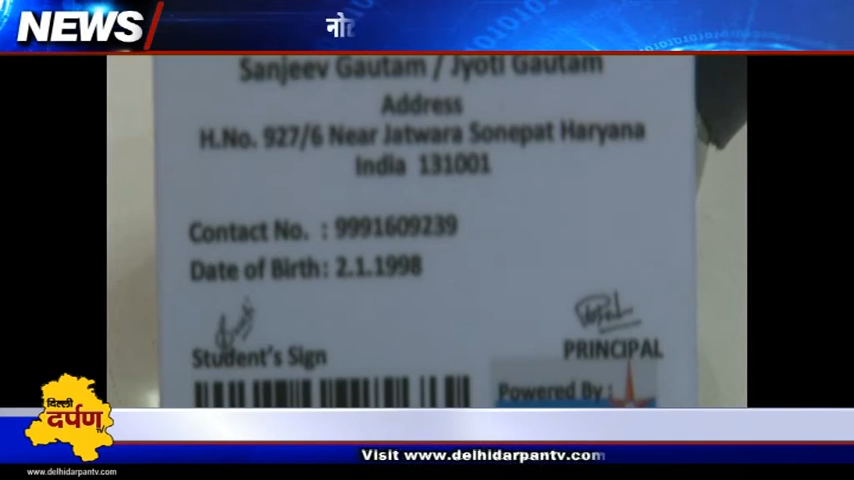 NEWS
Sanjeev Gautam / Jyoti Gautam
Address
H.No. 927/6 Near Jatwara Sonepat Haryana
India 131001
Contact No. : 9991609239
Date of Birth : 2.1.1998
Student's Sign
PRINCIPAL
Powered By :
दिल्ली
दर्पण
TV
www.delhidarpantv.com
Visit www.delhidarpantv.com